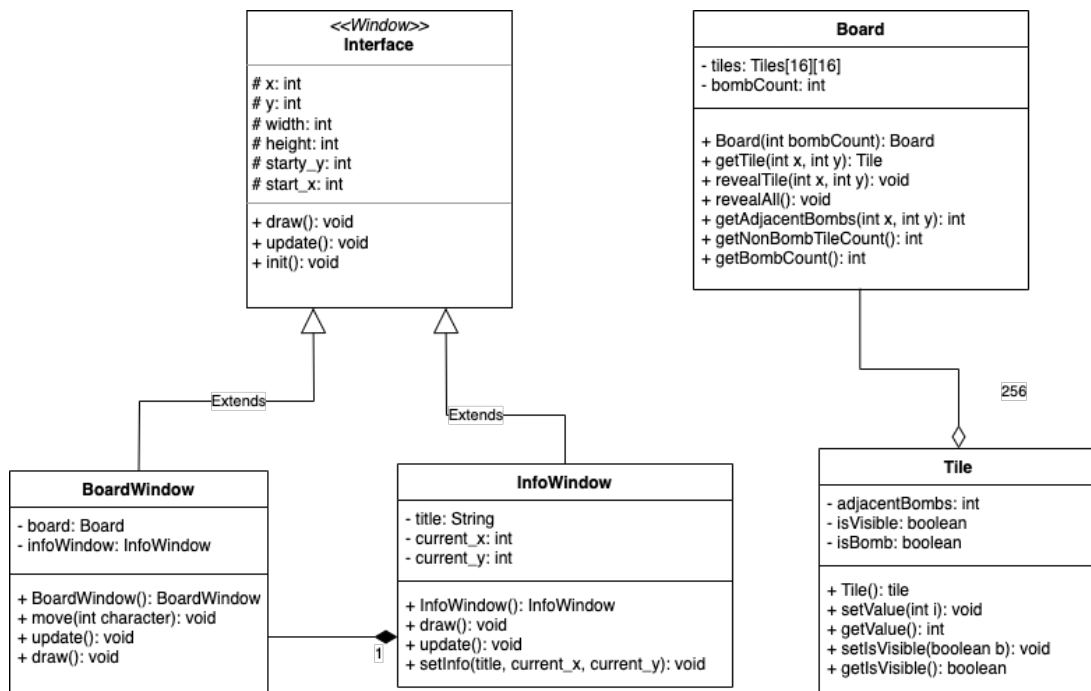 <<Window>>
Interface
# x: int
# y: int
# width: int
# height: int
# starty_y: int
# start_x: int
+ draw(): void
+ update(): void
+ init(): void
Board
- tiles: Tiles[16][16]
- bombCount: int
+ Board(int bombCount): Board
+ getTile(int x, int y): Tile
+ revealTile(int x, int y): void
+ revealAll(): void
+ getAdjacentBombs(int x, int y): int
+ getNonBombTileCount(): int
+ getBombCount(): int
Extends
Extends
256
BoardWindow
- board: Board
- infoWindow: InfoWindow
+ BoardWindow(): BoardWindow
+ move(int character): void
+ update(): void
+ draw(): void
1
InfoWindow
- title: String
- current_x: int
- current_y: int
+ InfoWindow(): InfoWindow
+ draw(): void
+ update(): void
+ setInfo(title, current_x, current_y): void
Tile
- adjacentBombs: int
- isVisible: boolean
- isBomb: boolean
+ Tile(): tile
+ setValue(int i): void
+ getValue(): int
+ setIsVisible(boolean b): void
+ getIsVisible(): boolean